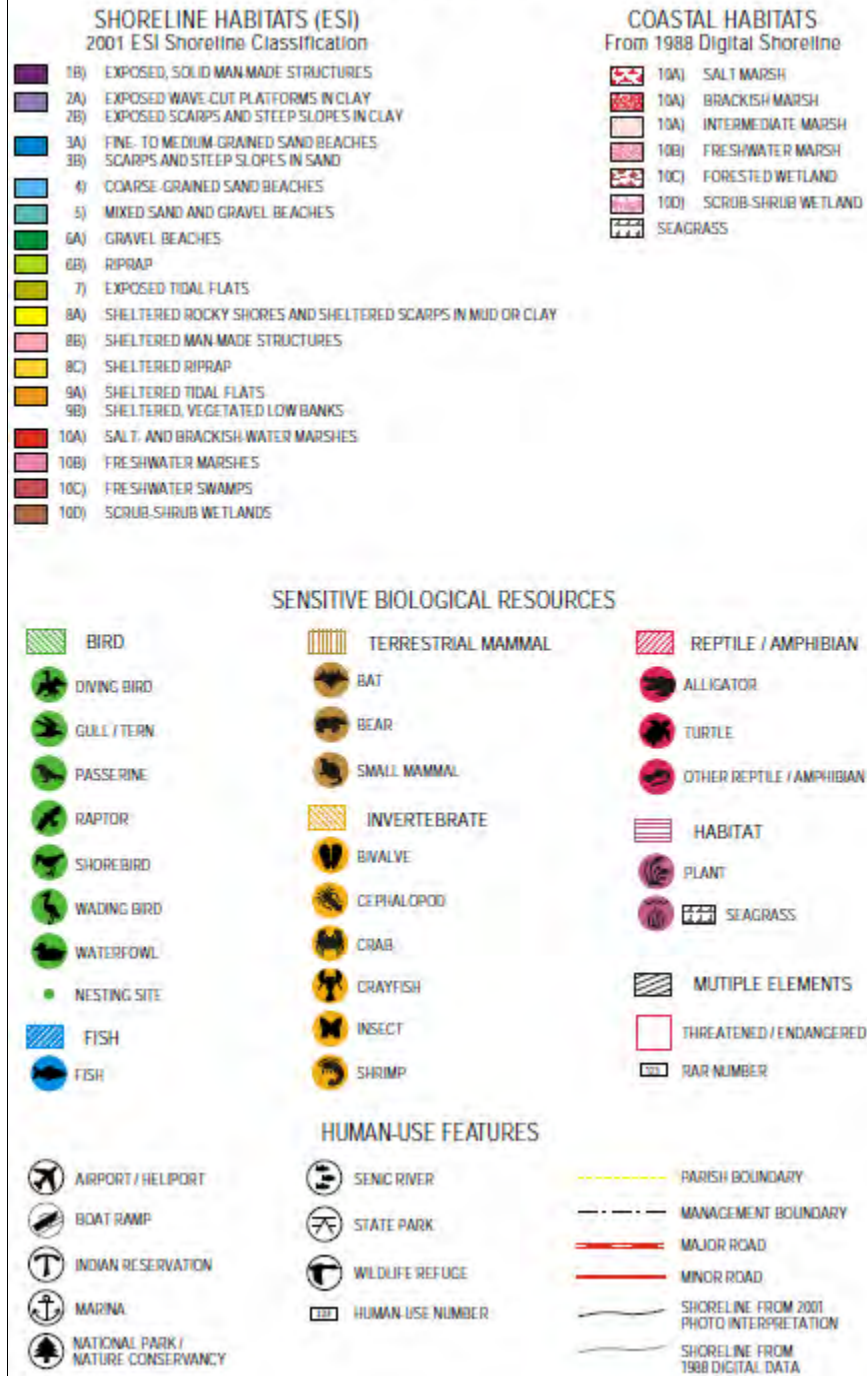 SHORELINE HABITATS (ESI)
2001 ESI Shoreline Classification
1B) EXPOSED, SOLID MAN-MADE STRUCTURES
2A) EXPOSED WAVE-CUT PLATFORMS IN CLAY
2B) EXPOSED SCARPS AND STEEP SLOPES IN CLAY
3A) FINE- TO MEDIUM-GRAINED SAND BEACHES
3B) SCARPS AND STEEP SLOPES IN SAND
4) COARSE-GRAINED SAND BEACHES
5) MIXED SAND AND GRAVEL BEACHES
6A) GRAVEL BEACHES
6B) RIPRAP
7) EXPOSED TIDAL FLATS
8A) SHELTERED ROCKY SHORES AND SHELTERED SCARPS IN MUD OR CLAY
8B) SHELTERED MAN-MADE STRUCTURES
8C) SHELTERED RIPRAP
9A) SHELTERED TIDAL FLATS
9B) SHELTERED, VEGETATED LOW BANKS
10A) SALT- AND BRACKISH-WATER MARSHES
10B) FRESHWATER MARSHES
10C) FRESHWATER SWAMPS
10D) SCRUB-SHRUB WETLANDS
COASTAL HABITATS
From 1988 Digital Shoreline
10A) SALT MARSH
10A) BRACKISH MARSH
10A) INTERMEDIATE MARSH
10B) FRESHWATER MARSH
10C) FORESTED WETLAND
10D) SCRUB-SHRUB WETLAND
SEAGRASS
SENSITIVE BIOLOGICAL RESOURCES
BIRD
DIVING BIRD
GULL / TERN
PASSERINE
RAPTOR
SHOREBIRD
WADING BIRD
WATERFOWL
NESTING SITE
FISH
FISH
TERRESTRIAL MAMMAL
BAT
BEAR
SMALL MAMMAL
INVERTEBRATE
BIVALVE
CEPHALOPOD
CRAB
CRAYFISH
INSECT
SHRIMP
REPTILE / AMPHIBIAN
ALLIGATOR
TURTLE
OTHER REPTILE / AMPHIBIAN
HABITAT
PLANT
SEAGRASS
MUTIPLE ELEMENTS
THREATENED / ENDANGERED
RAR NUMBER
HUMAN-USE FEATURES
AIRPORT / HELIPORT
BOAT RAMP
INDIAN RESERVATION
MARINA
NATIONAL PARK /
NATURE CONSERVANCY
SENIC RIVER
STATE PARK
WILDLIFE REFUGE
HUMAN-USE NUMBER
PARISH BOUNDARY
MANAGEMENT BOUNDARY
MAJOR ROAD
MINOR ROAD
SHORELINE FROM 2001
PHOTO INTERPRETATION
SHORELINE FROM
1988 DIGITAL DATA